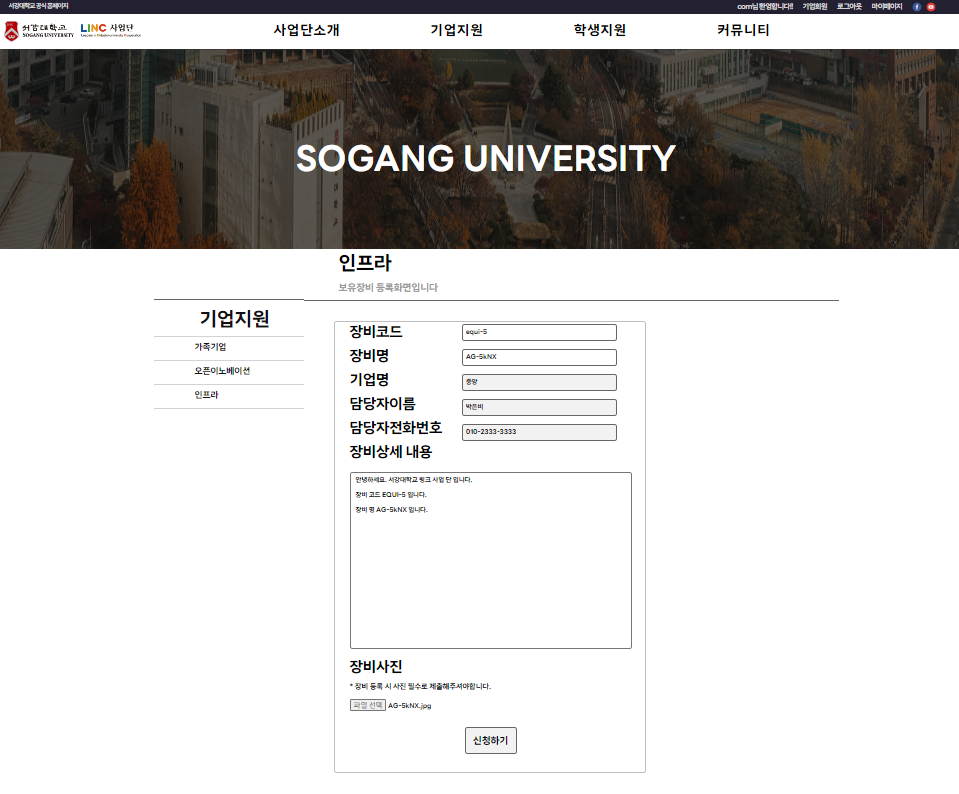 서강대학교 공식 홈페이지
com님 환영합니다!! 기업회원 로그아웃 마이페이지
서강대학교 SOGANG UNIVERSITY LINC 사업단
사업단소개 기업지원 학생지원 커뮤니티
SOGANG UNIVERSITY
인프라
보유장비 등록화면입니다
기업지원
가족기업
오픈이노베이션
인프라
장비코드 equi-5
장비명 AG-5kNX
기업명 중앙
담당자이름 박은비
담당자전화번호 010-2333-3333
장비상세 내용
안녕하세요. 서강대학교 링크 사업 단 입니다.
장비 코드 EQUI-5 입니다.
장비 명 AG-5kNX 입니다.
장비사진
* 장비 등록 시 사진 필수로 제출해주셔야합니다.
파일 선택 AG-5kNX.jpg
신청하기